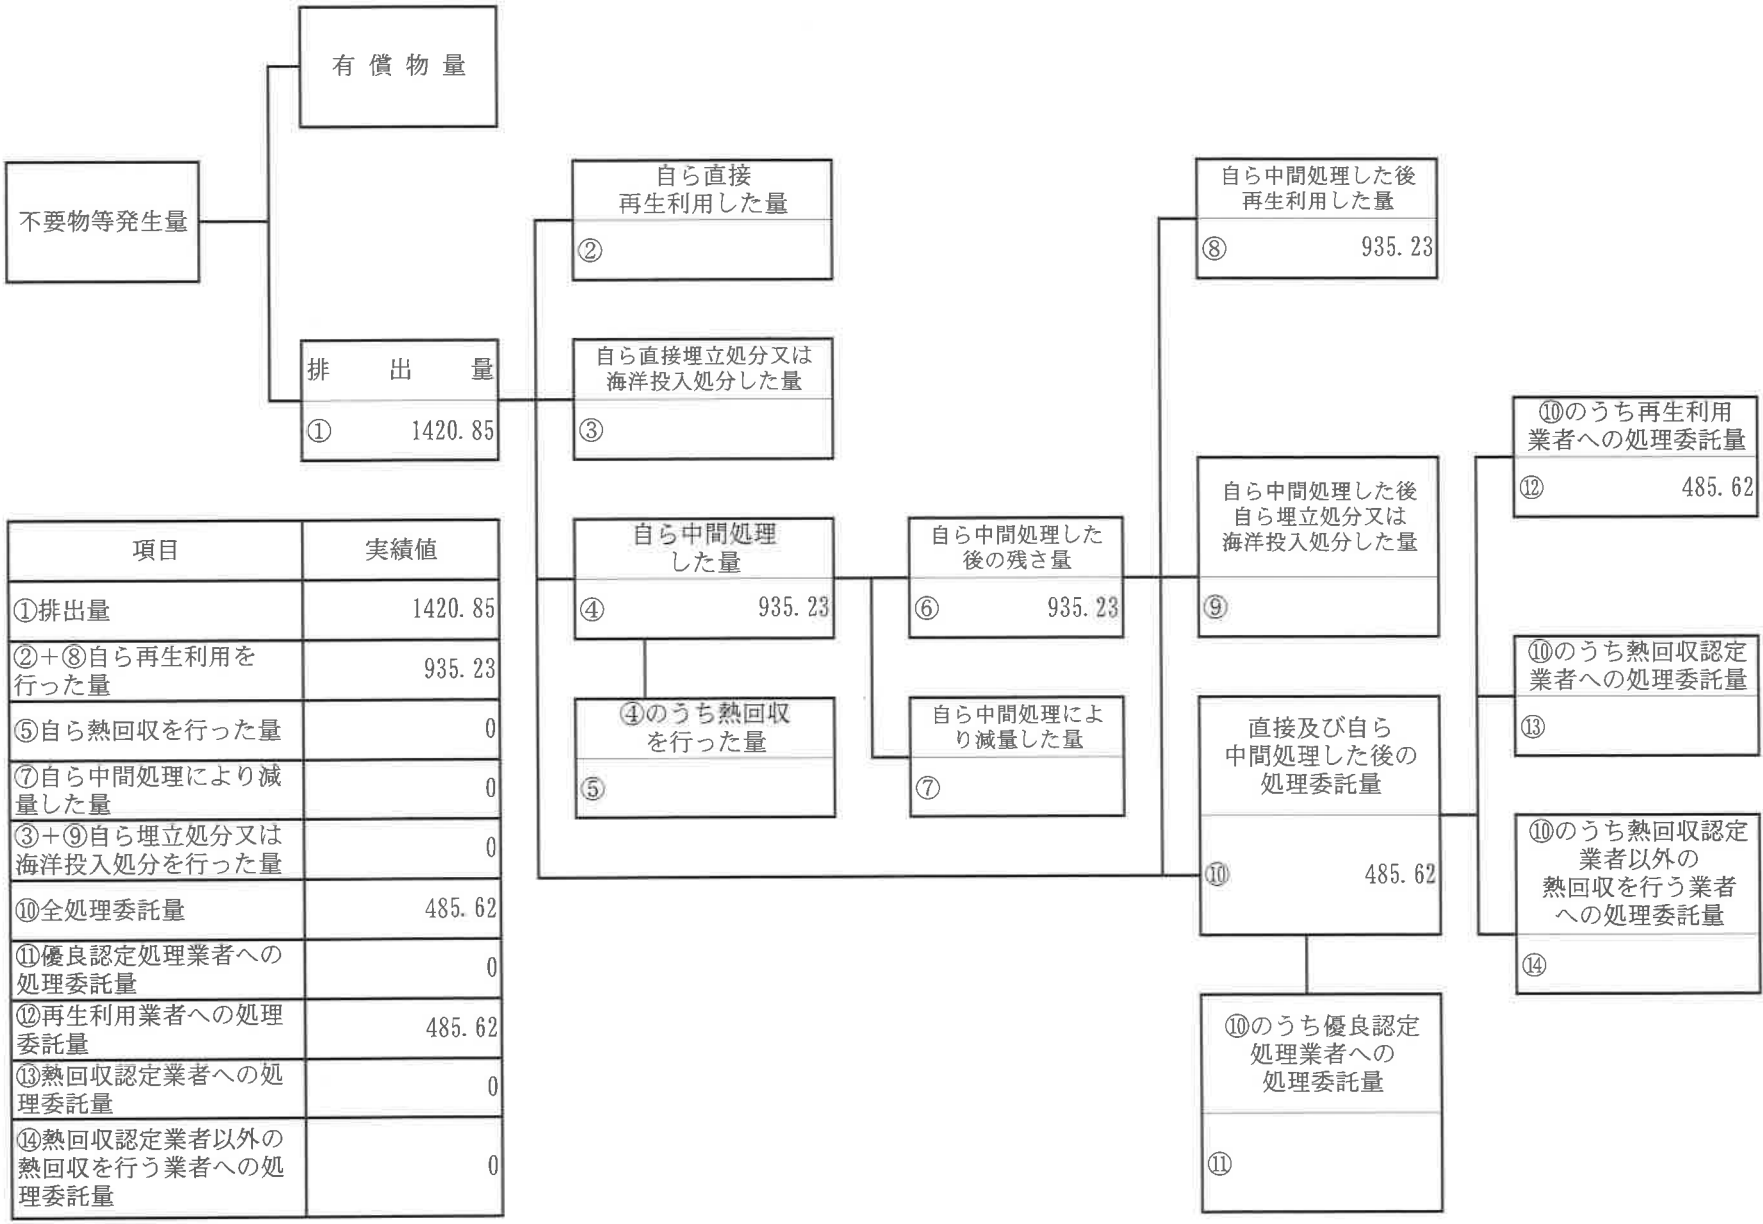 有償物量
不要物等発生量
排出量
① 1420.85
自ら直接
再生利用した量
②
自ら直接埋立処分又は
海洋投入処分した量
③
自ら中間処理
した量
④ 935.23
④のうち熱回収
を行った量
⑤
自ら中間処理した
後の残さ量
⑥ 935.23
自ら中間処理によ
り減量した量
⑦
自ら中間処理した後
再生利用した量
⑧ 935.23
自ら中間処理した後
自ら埋立処分又は
海洋投入処分した量
⑨
直接及び自ら
中間処理した後の
処理委託量
⑩ 485.62
⑩のうち優良認定
処理業者への
処理委託量
⑪
⑩のうち再生利用
業者への処理委託量
⑫ 485.62
⑩のうち熱回収認定
業者への処理委託量
⑬
⑩のうち熱回収認定
業者以外の
熱回収を行う業者
への処理委託量
⑭
項目 実績値
①排出量 1420.85
②+⑧自ら再生利用を
行った量 935.23
⑤自ら熱回収を行った量 0
⑦自ら中間処理により減
量した量 0
③+⑨自ら埋立処分又は
海洋投入処分を行った量 0
⑩全処理委託量 485.62
⑪優良認定処理業者への
処理委託量 0
⑫再生利用業者への処理
委託量 485.62
⑬熱回収認定業者への処
理委託量 0
⑭熱回収認定業者以外の
熱回収を行う業者への処
理委託量 0